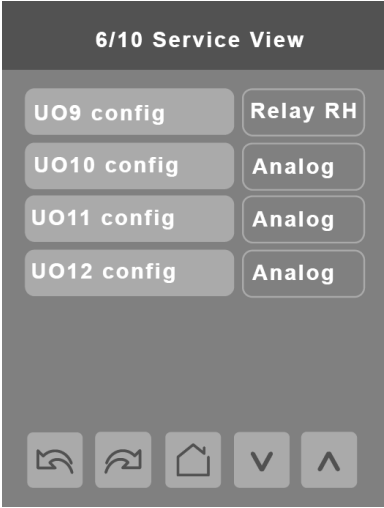 6/10 Service View
UO9 config Relay RH
UO10 config Analog
UO11 config Analog
UO12 config Analog